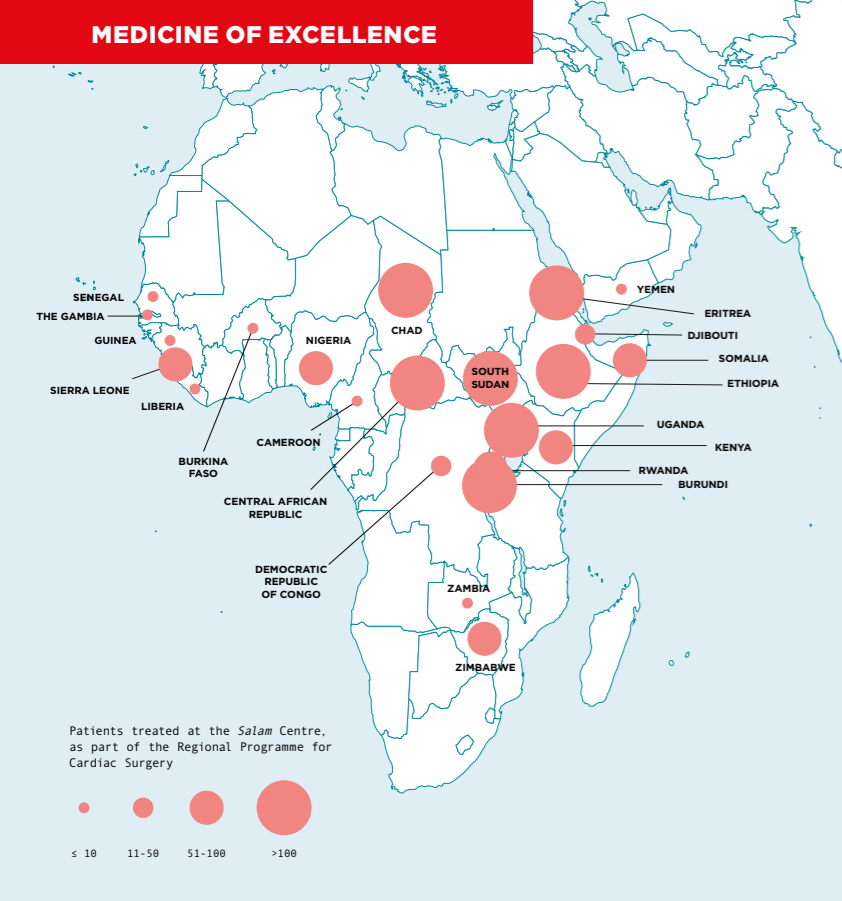 MEDICINE OF EXCELLENCE
SENEGAL
THE GAMBIA
GUINEA
SIERRA LEONE
LIBERIA
BURKINA
FASO
NIGERIA
CHAD
CAMEROON
CENTRAL AFRICAN
REPUBLIC
DEMOCRATIC
REPUBLIC
OF CONGO
SOUTH
SUDAN
YEMEN
ERITREA
DJIBOUTI
SOMALIA
ETHIOPIA
UGANDA
KENYA
RWANDA
BURUNDI
ZAMBIA
ZIMBABWE
Patients treated at the Salam Centre,
as part of the Regional Programme for
Cardiac Surgery
≤ 10
11-50
51-100
>100